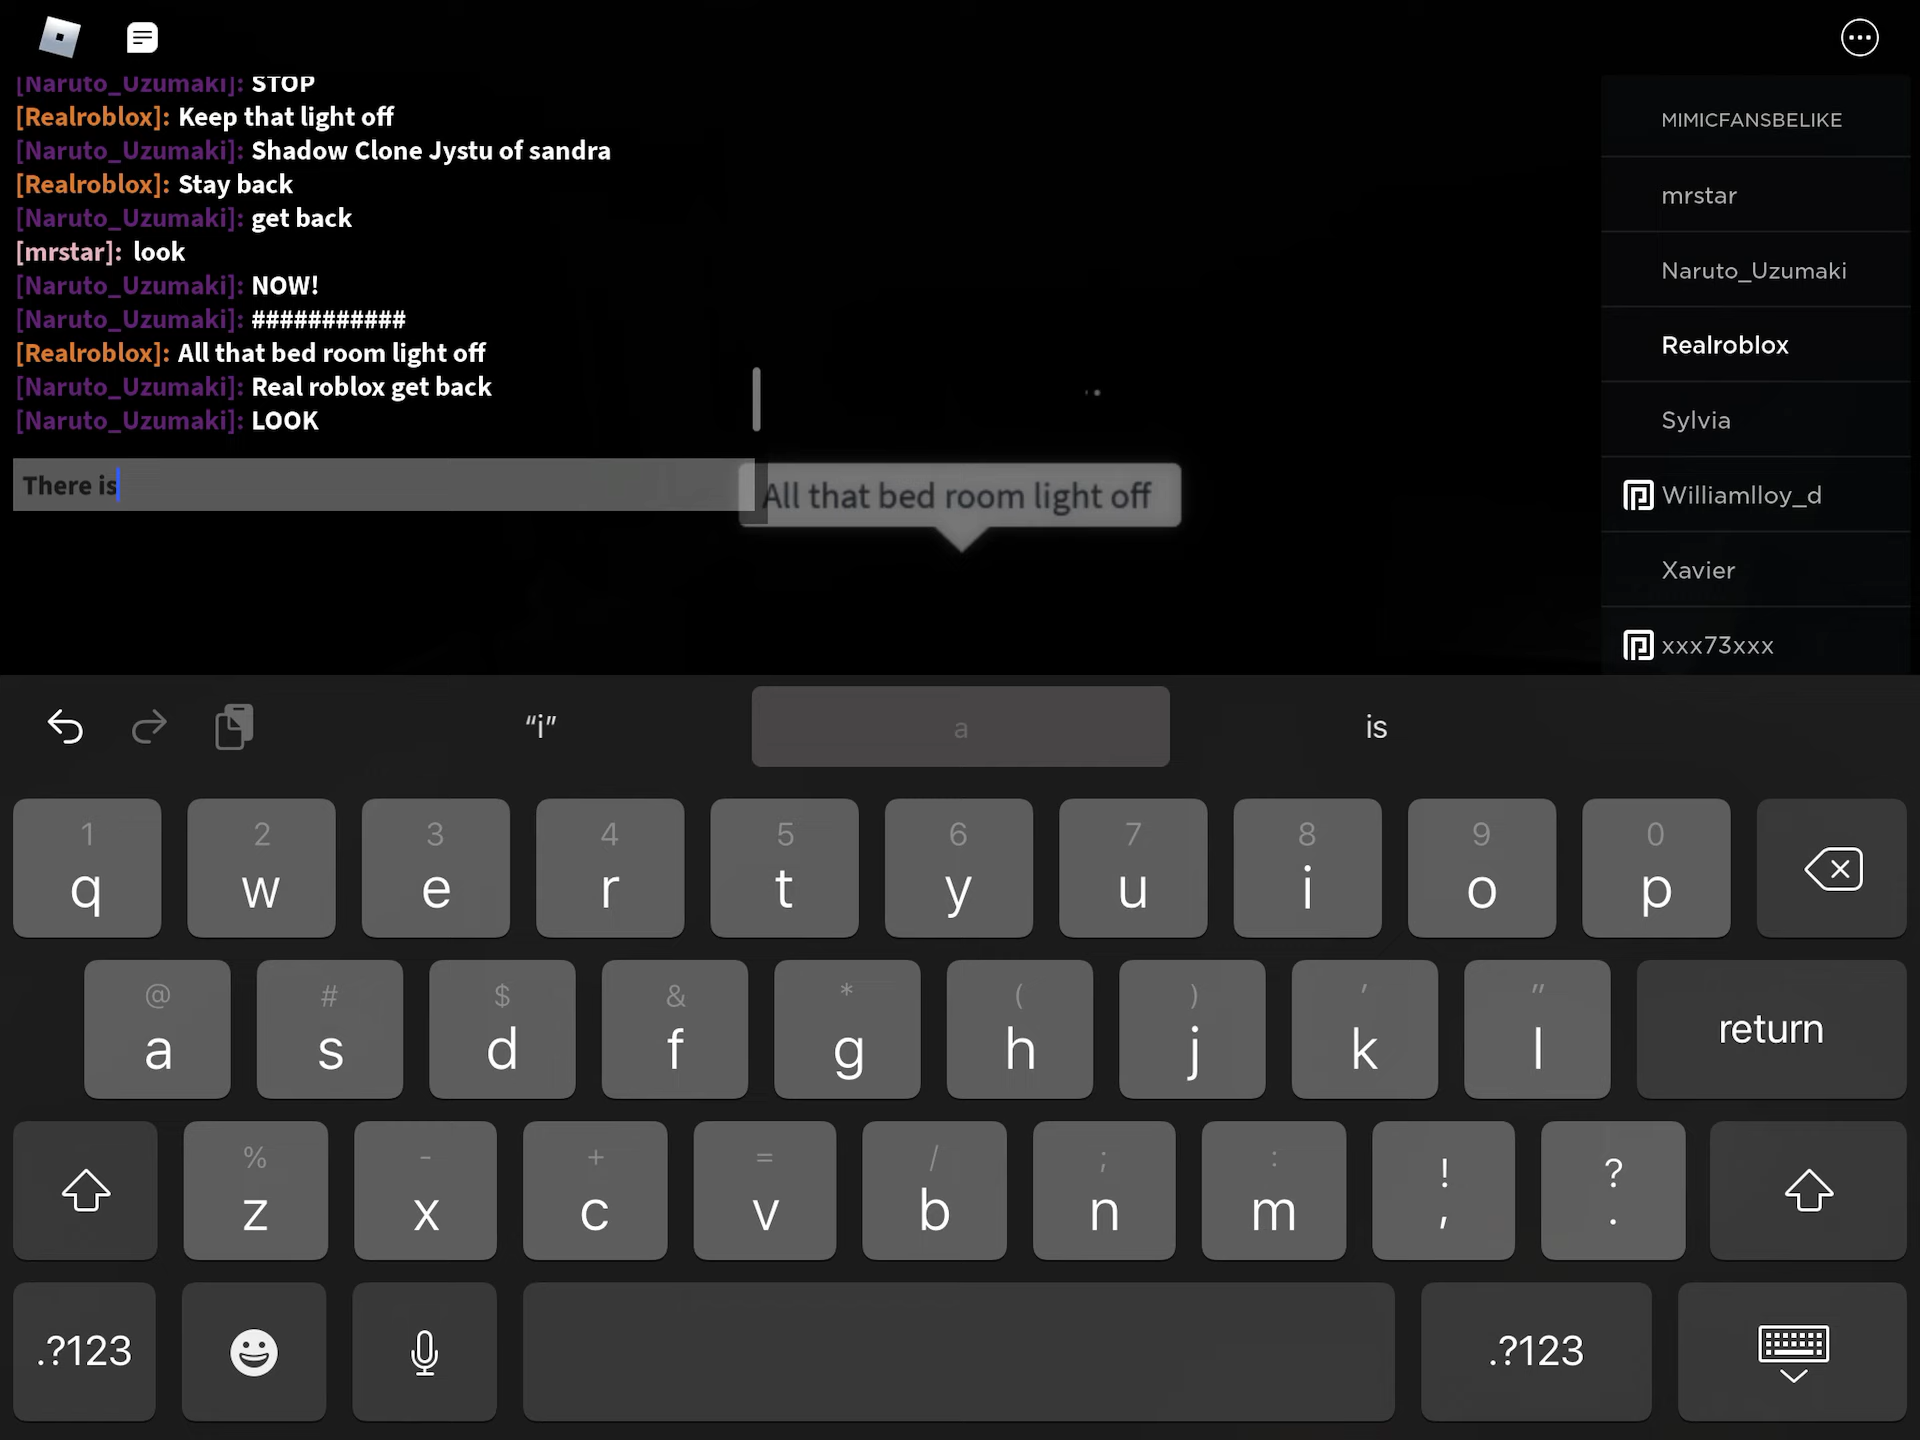 [Naruto_Uzumaki]: STOP
[Realroblox]: Keep that light off
[Naruto_Uzumaki]: Shadow Clone Jystu of sandra
[Realroblox]: Stay back
[Naruto_Uzumaki]: get back
[mrstar]: look
[Naruto_Uzumaki]: NOW!
[Naruto_Uzumaki]: ###########
[Realroblox]: All that bed room light off
[Naruto_Uzumaki]: Real roblox get back
[Naruto_Uzumaki]: LOOK
There is
All that bed room light off
MIMICFANSBELIKE
mrstar
Naruto_Uzumaki
Realroblox
Sylvia
Williamlloy_d
Xavier
xxx73xxx
“i” a is
1 2 3 4 5 6 7 8 9 0
q w e r t y u i o p
@ # $ & * ( ) ' "
a s d f g h j k l return
% - + = / ; : ! ?
z x c v b n m , .
.?123 .?123